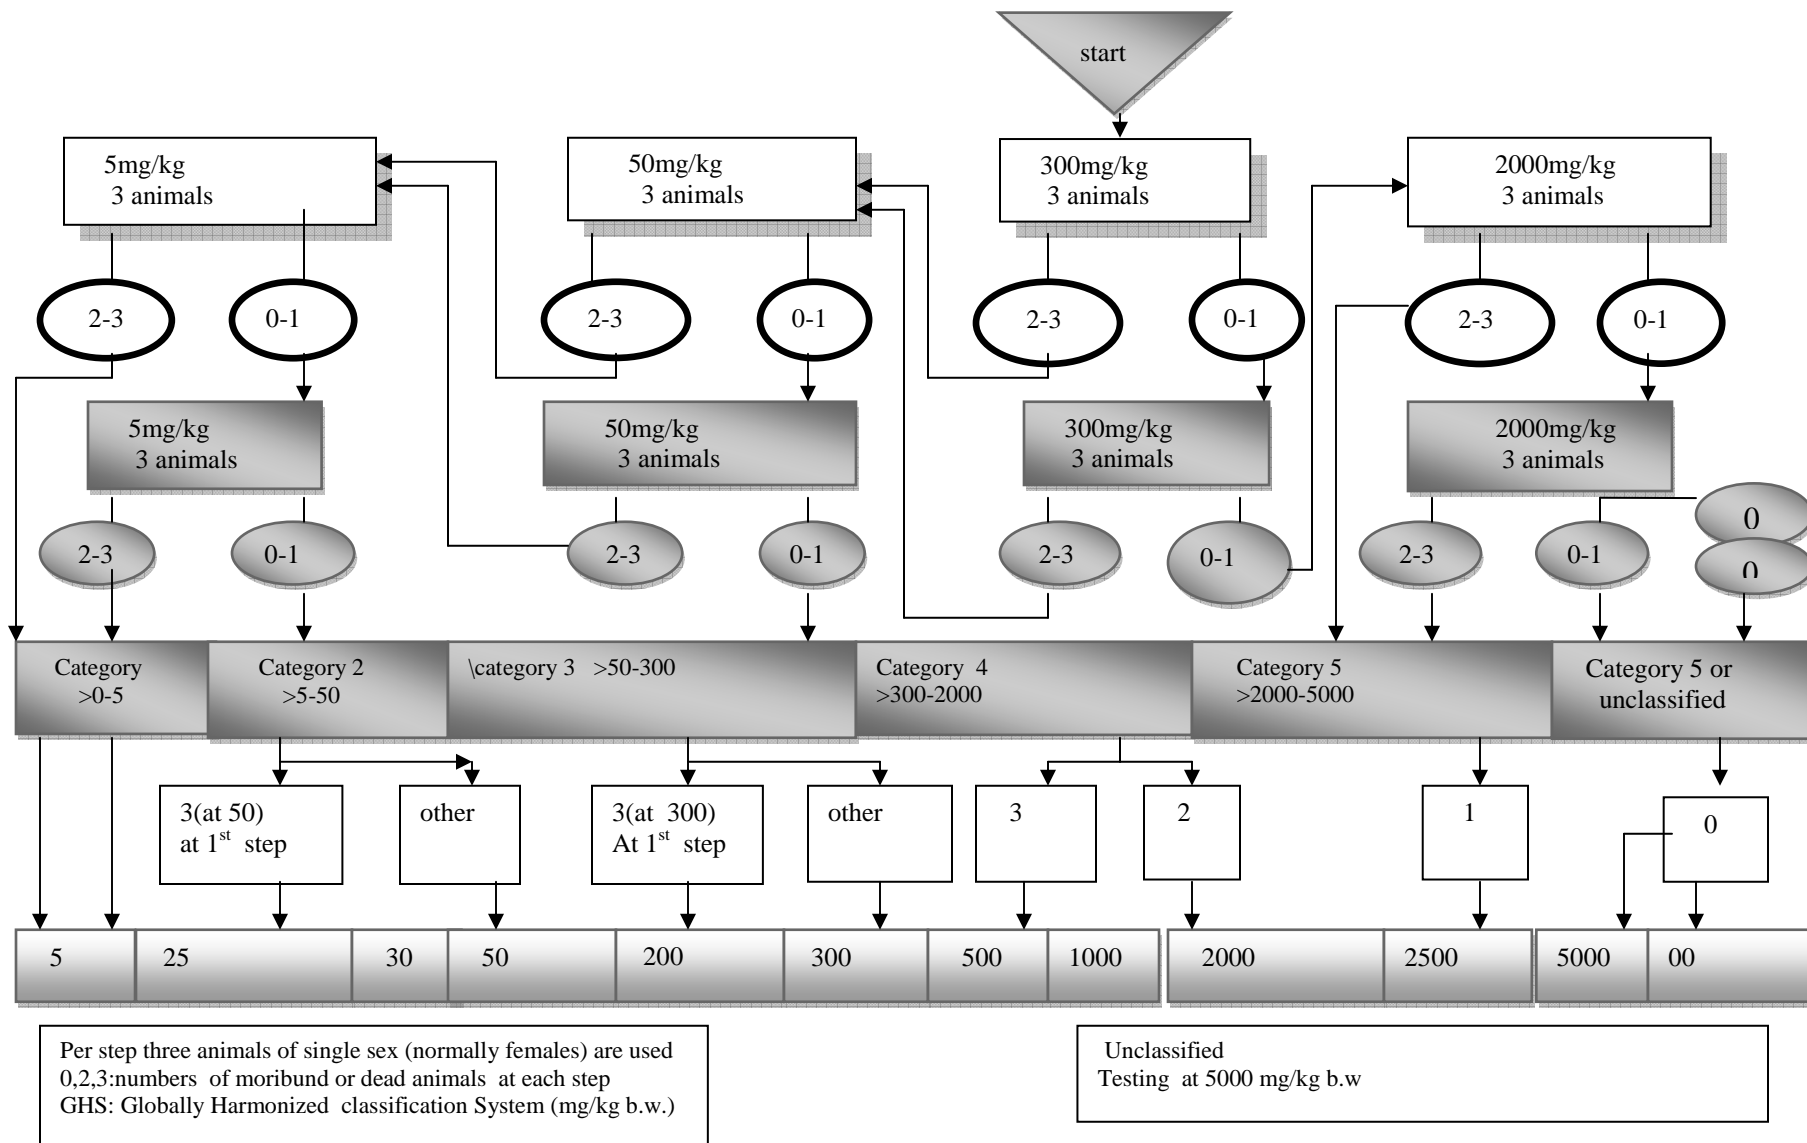 start
5mg/kg
3 animals
50mg/kg
3 animals
300mg/kg
3 animals
2000mg/kg
3 animals
2-3
0-1
2-3
0-1
2-3
0-1
2-3
0-1
5mg/kg
3 animals
50mg/kg
3 animals
300mg/kg
3 animals
2000mg/kg
3 animals
2-3
0-1
2-3
0-1
2-3
0-1
2-3
0-1
0
0
Category
>0-5
Category 2
>5-50
\category 3 >50-300
Category 4
>300-2000
Category 5
>2000-5000
Category 5 or
unclassified
3(at 50)
at 1st step
other
3(at 300)
At 1st step
other
3
2
1
0
5
25
30
50
200
300
500
1000
2000
2500
5000
00
Per step three animals of single sex (normally females) are used
0,2,3:numbers of moribund or dead animals at each step
GHS: Globally Harmonized classification System (mg/kg b.w.)
Unclassified
Testing at 5000 mg/kg b.w